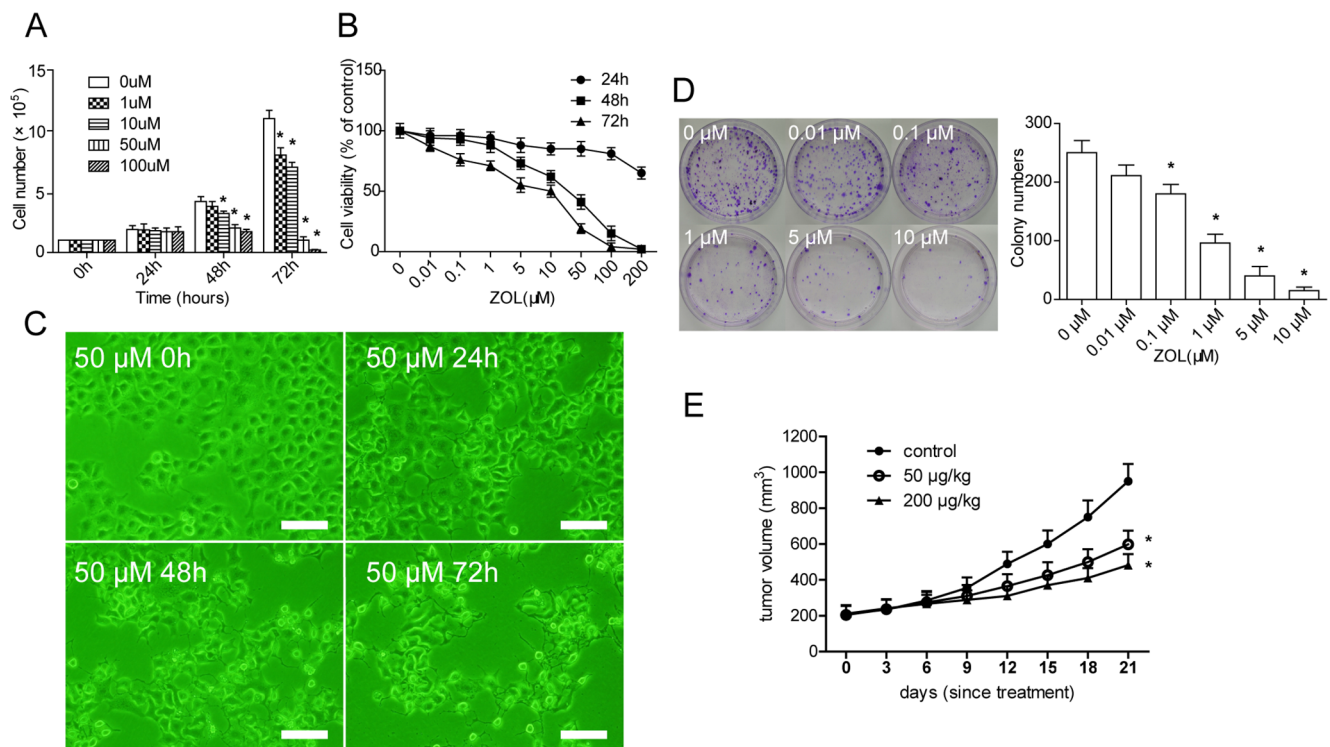 A
15
10
5
0
Cell number (× 10⁵)
0uM
1uM
10uM
50uM
100uM
*
*
*
*
*
*
*
0h
24h
48h
72h
Time (hours)
B
150
100
50
0
Cell viability (% of control)
24h
48h
72h
0
0.01
0.1
1
5
10
50
100
200
ZOL(µM)
C
50 µM 0h
50 µM 24h
50 µM 48h
50 µM 72h
D
0 µM
0.01 µM
0.1 µM
1 µM
5 µM
10 µM
300
200
100
0
Colony numbers
*
*
*
*
0 µM
0.01 µM
0.1 µM
1 µM
5 µM
10 µM
ZOL(µM)
E
1200
1000
800
600
400
200
0
tumor volume (mm³)
control
50 µg/kg
200 µg/kg
*
*
0
3
6
9
12
15
18
21
days (since treatment)